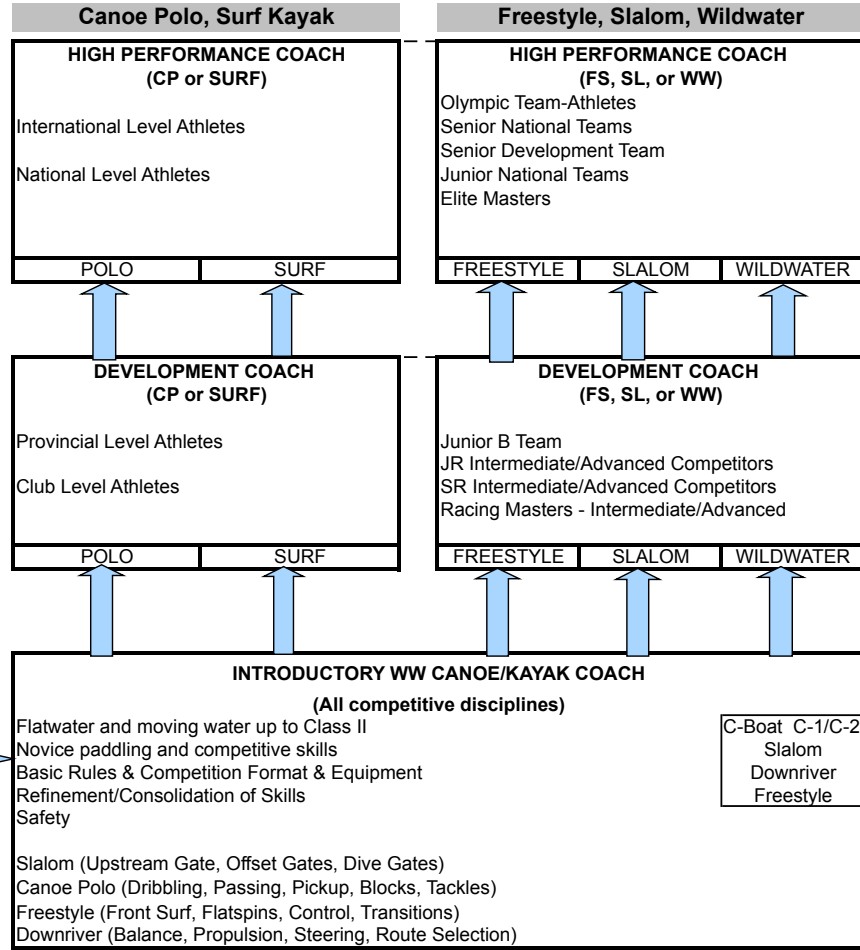 Canoe Polo, Surf Kayak
Freestyle, Slalom, Wildwater
HIGH PERFORMANCE COACH
(CP or SURF)
International Level Athletes
National Level Athletes
POLO SURF
HIGH PERFORMANCE COACH
(FS, SL, or WW)
Olympic Team-Athletes
Senior National Teams
Senior Development Team
Junior National Teams
Elite Masters
FREESTYLE SLALOM WILDWATER
DEVELOPMENT COACH
(CP or SURF)
Provincial Level Athletes
Club Level Athletes
POLO SURF
DEVELOPMENT COACH
(FS, SL, or WW)
Junior B Team
JR Intermediate/Advanced Competitors
SR Intermediate/Advanced Competitors
Racing Masters - Intermediate/Advanced
FREESTYLE SLALOM WILDWATER
INTRODUCTORY WW CANOE/KAYAK COACH
(All competitive disciplines)
Flatwater and moving water up to Class II
Novice paddling and competitive skills
Basic Rules & Competition Format & Equipment
Refinement/Consolidation of Skills
Safety
Slalom (Upstream Gate, Offset Gates, Dive Gates)
Canoe Polo (Dribbling, Passing, Pickup, Blocks, Tackles)
Freestyle (Front Surf, Flatspins, Control, Transitions)
Downriver (Balance, Propulsion, Steering, Route Selection)
C-Boat C-1/C-2
Slalom
Downriver
Freestyle